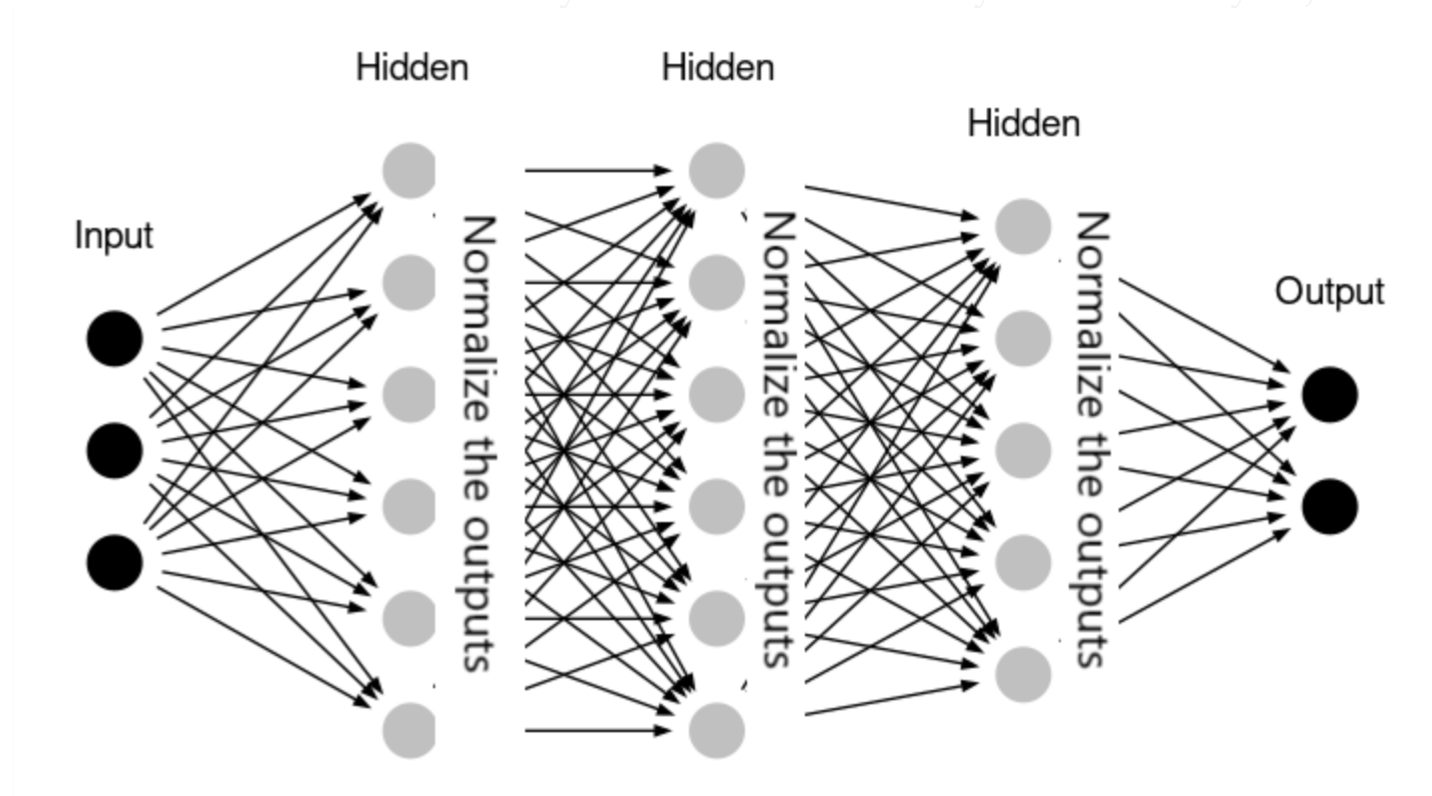 Hidden
Hidden
Hidden
Input
Output
Normalize the outputs
Normalize the outputs
Normalize the outputs